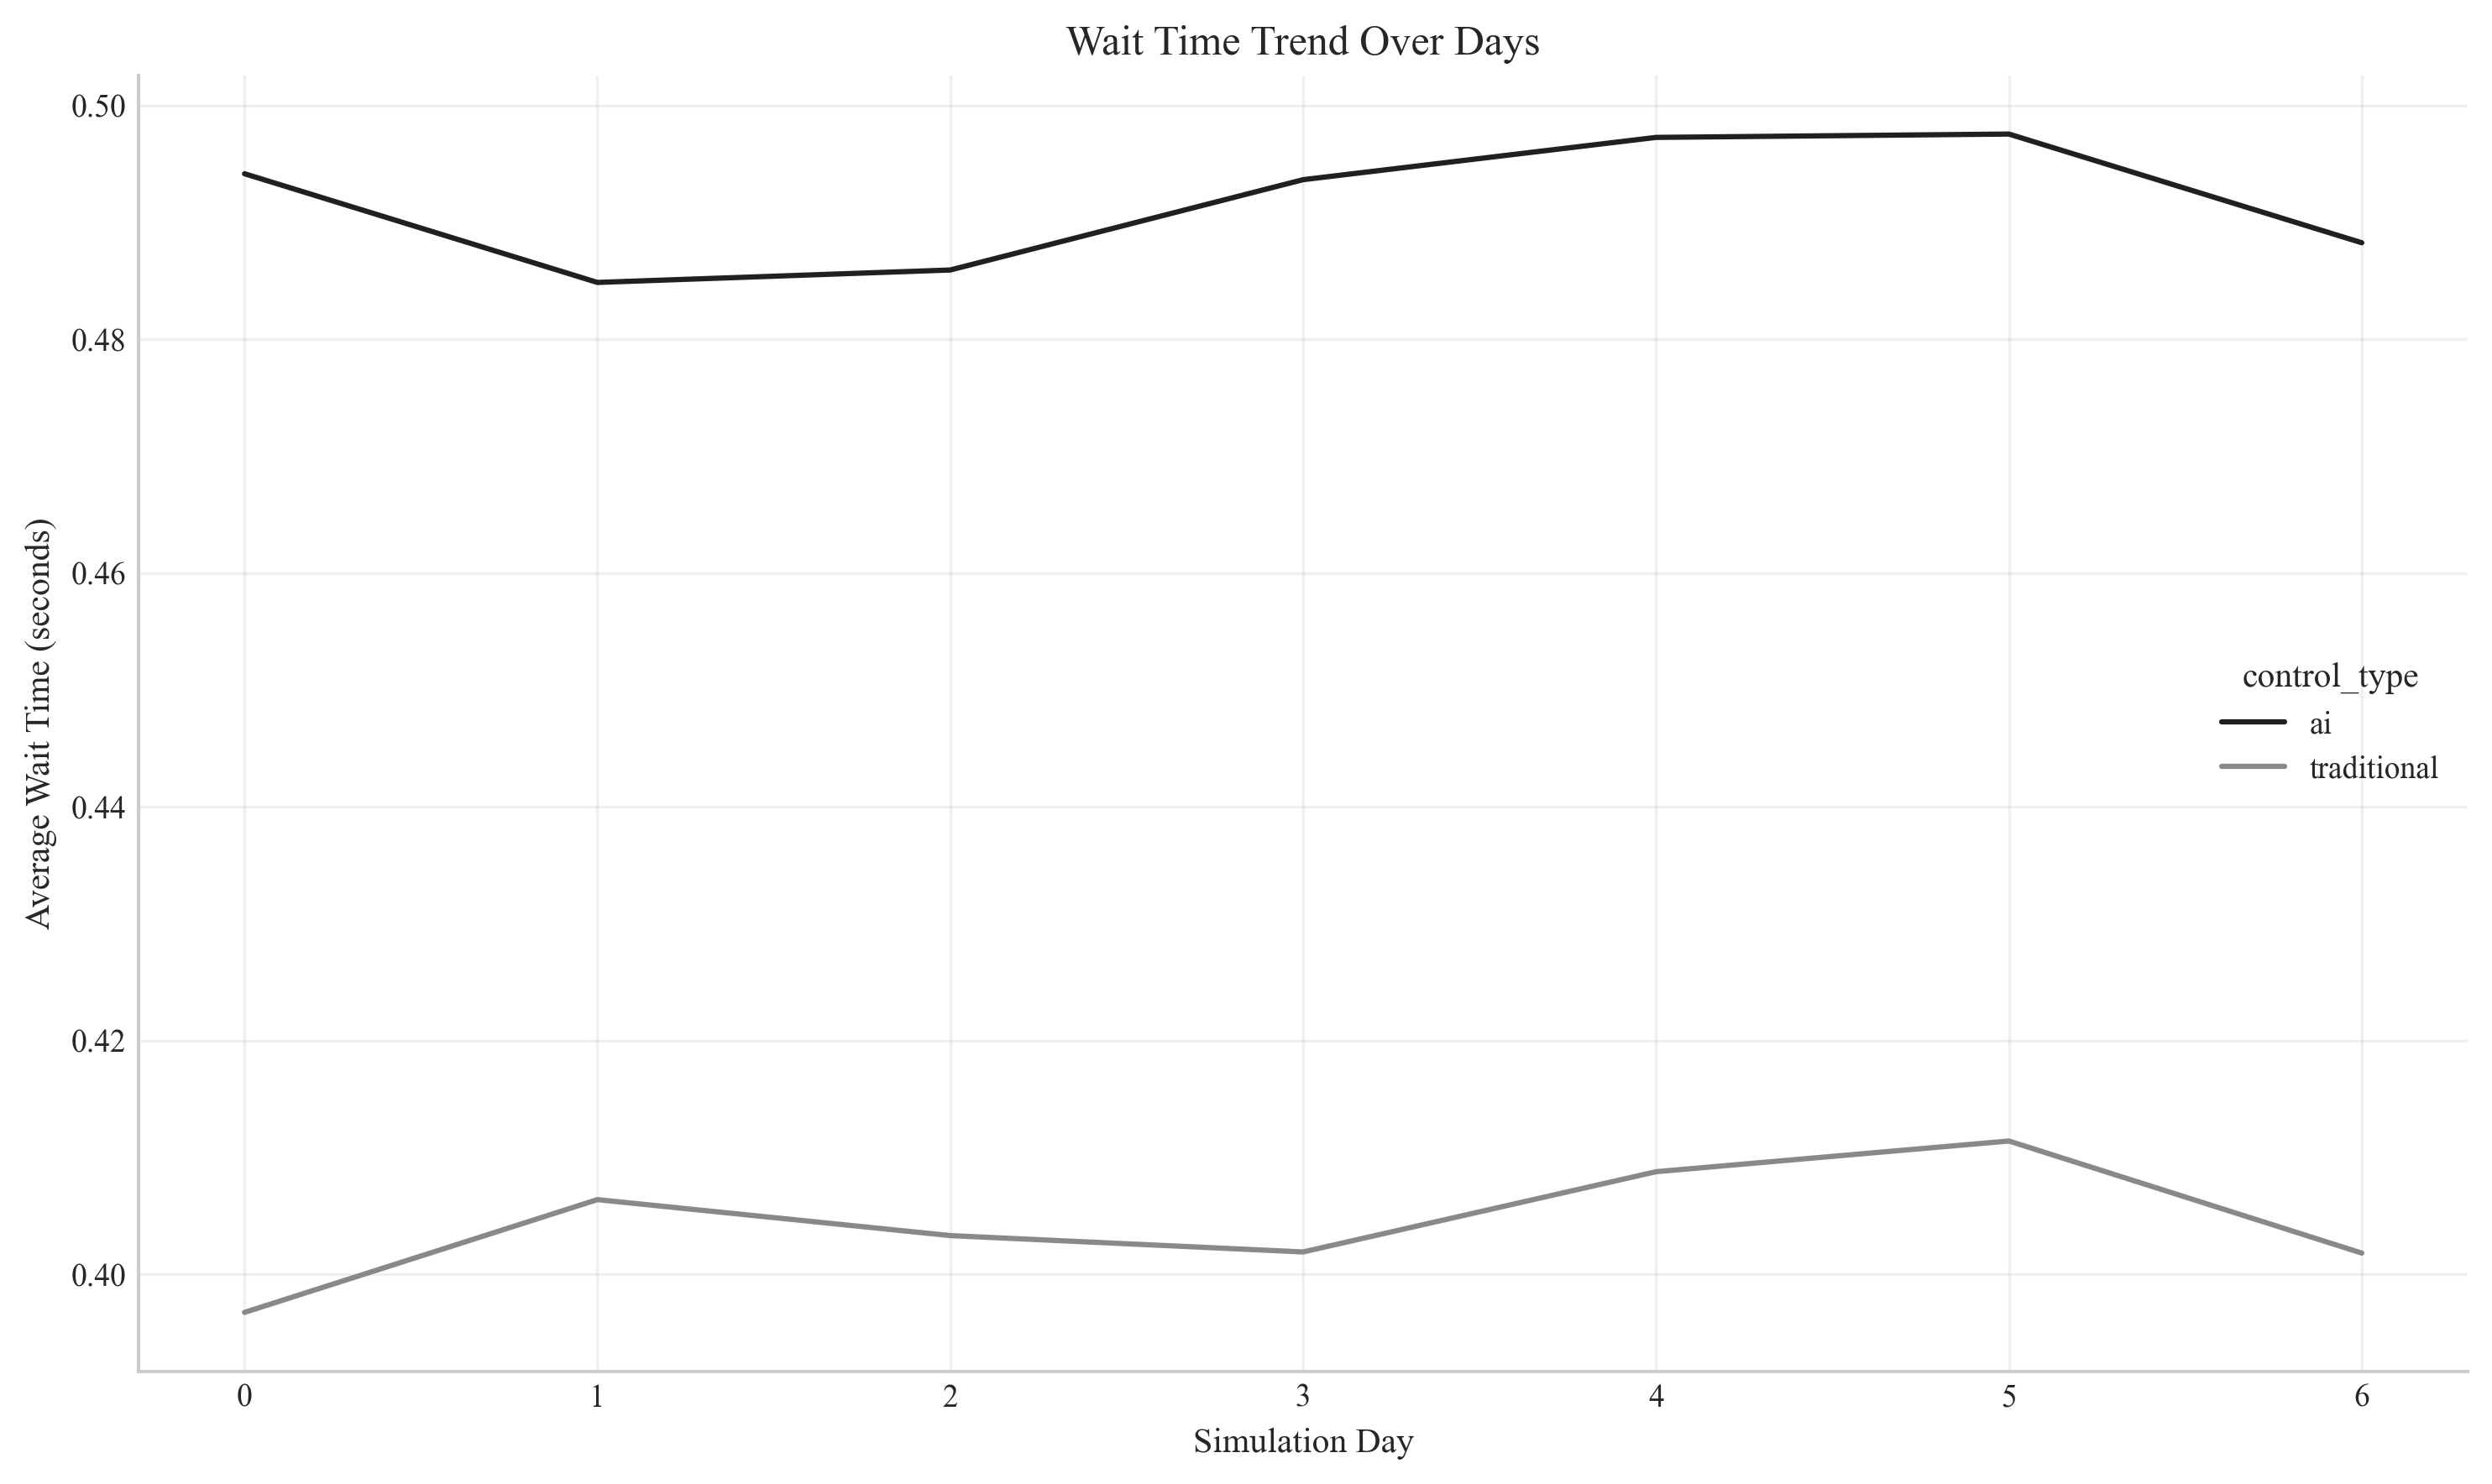 Wait Time Trend Over Days
0.50
0.48
0.46
0.44
0.42
0.40
Average Wait Time (seconds)
control_type
ai
traditional
0 1 2 3 4 5 6
Simulation Day